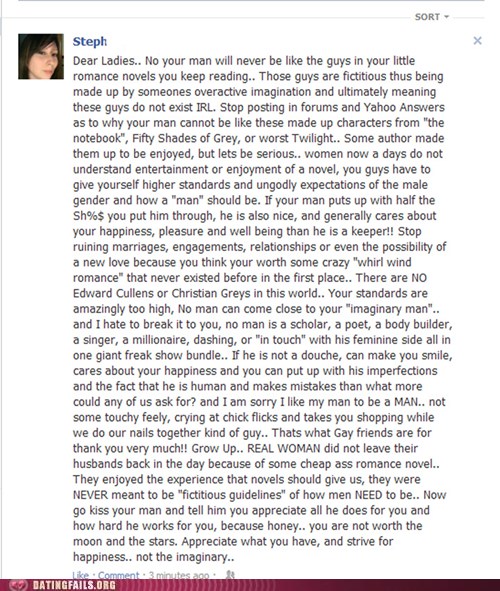 SORT
Steph
Dear Ladies.. No your man will never be like the guys in your little
romance novels you keep reading.. Those guys are fictitious thus being
made up by someones overactive imagination and ultimately meaning
these guys do not exist IRL. Stop posting in forums and Yahoo Answers
as to why your man cannot be like these made up characters from "the
notebook", Fifty Shades of Grey, or worst Twilight.. Some author made
them up to be enjoyed, but lets be serious.. women now a days do not
understand entertainment or enjoyment of a novel, you guys have to
give yourself higher standards and ungodly expectations of the male
gender and how a "man" should be. If your man puts up with half the
Sh%$ you put him through, he is also nice, and generally cares about
your happiness, pleasure and well being than he is a keeper!! Stop
ruining marriages, engagements, relationships or even the possibility of
a new love because you think your worth some crazy "whirl wind
romance" that never existed before in the first place.. There are NO
Edward Cullens or Christian Greys in this world.. Your standards are
amazingly too high, No man can come close to your "imaginary man"..
and I hate to break it to you, no man is a scholar, a poet, a body builder,
a singer, a millionaire, dashing, or "in touch" with his feminine side all in
one giant freak show bundle.. If he is not a douche, can make you smile,
cares about your happiness and you can put up with his imperfections
and the fact that he is human and makes mistakes than what more
could any of us ask for? and I am sorry I like my man to be a MAN.. not
some touchy feely, crying at chick flicks and takes you shopping while
we do our nails together kind of guy.. Thats what Gay friends are for
thank you very much!! Grow Up.. REAL WOMAN did not leave their
husbands back in the day because of some cheap ass romance novel..
They enjoyed the experience that novels should give us, they were
NEVER meant to be "fictitious guidelines" of how men NEED to be.. Now
go kiss your man and tell him you appreciate all he does for you and
how hard he works for you, because honey.. you are not worth the
moon and the stars. Appreciate what you have, and strive for
happiness.. not the imaginary..
Like · Comment · 3 minutes ago ·
DATINGFAILS.ORG